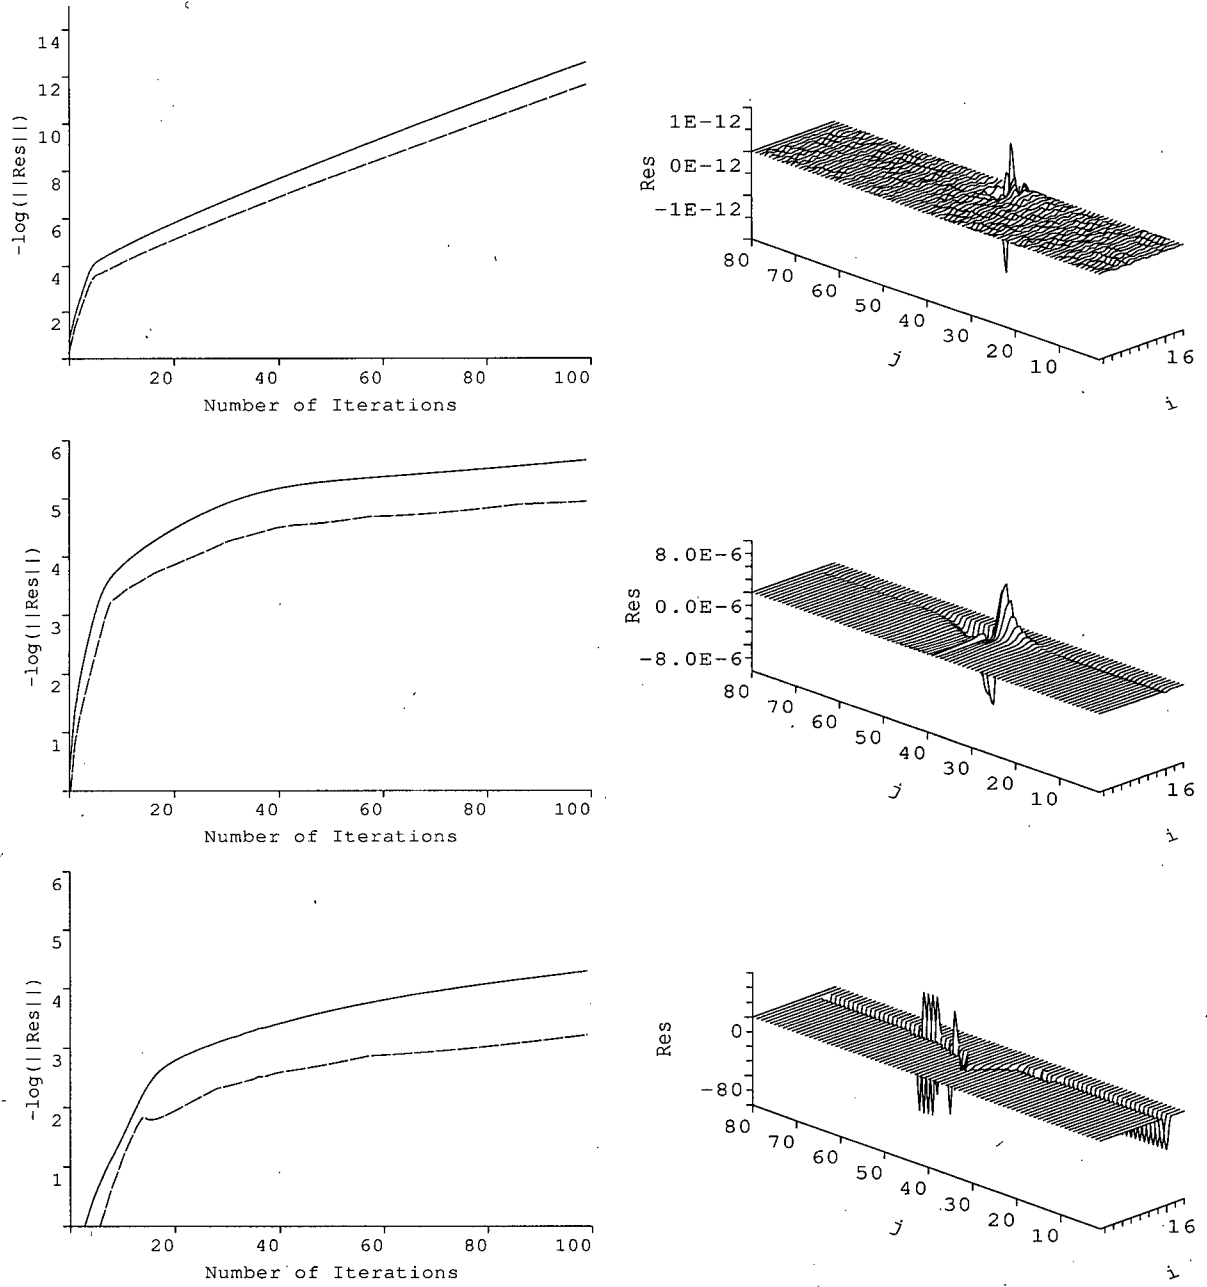 14
12
10
8
6
4
2
-log(||Res||)
20 40 60 80 100
Number of Iterations
1E-12
0E-12
-1E-12
Res
80 70 60 50 40 30 20 10
j
16
i
6
5
4
3
2
1
-log(||Res||)
20 40 60 80 100
Number of Iterations
8.0E-6
0.0E-6
-8.0E-6
Res
80 70 60 50 40 30 20 10
j
16
i
6
5
4
3
2
1
-log(||Res||)
20 40 60 80 100
Number of Iterations
0
-80
Res
80 70 60 50 40 30 20 10
j
16
i